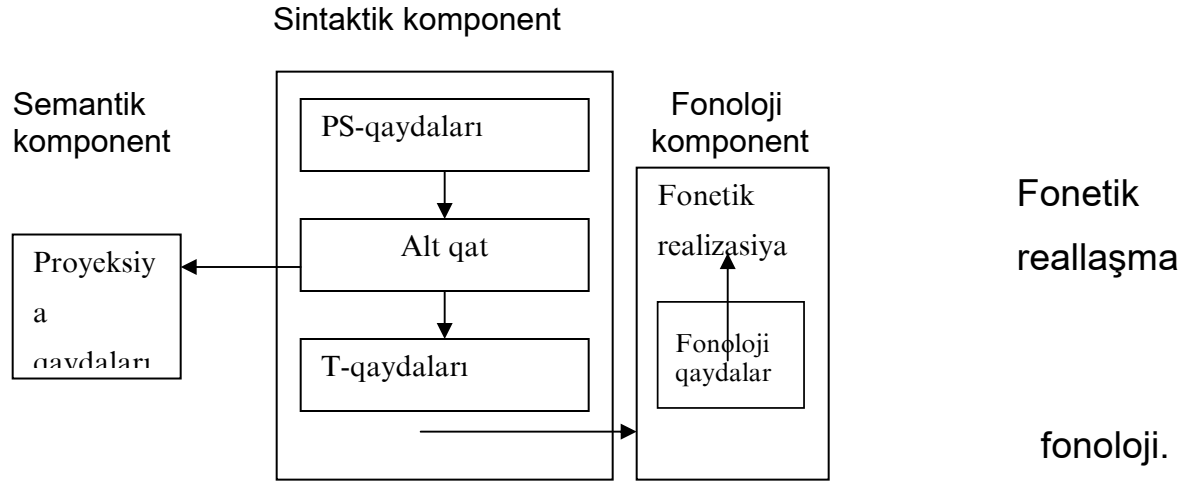 Sintaktik komponent
Semantik
komponent
Fonoloji
komponent
PS-qaydaları
Alt qat
T-qaydaları
Proyeksiy
a
qaydaları
Fonetik
realizasiya
Fonoloji
qaydalar
Fonetik
reallaşma
fonoloji.